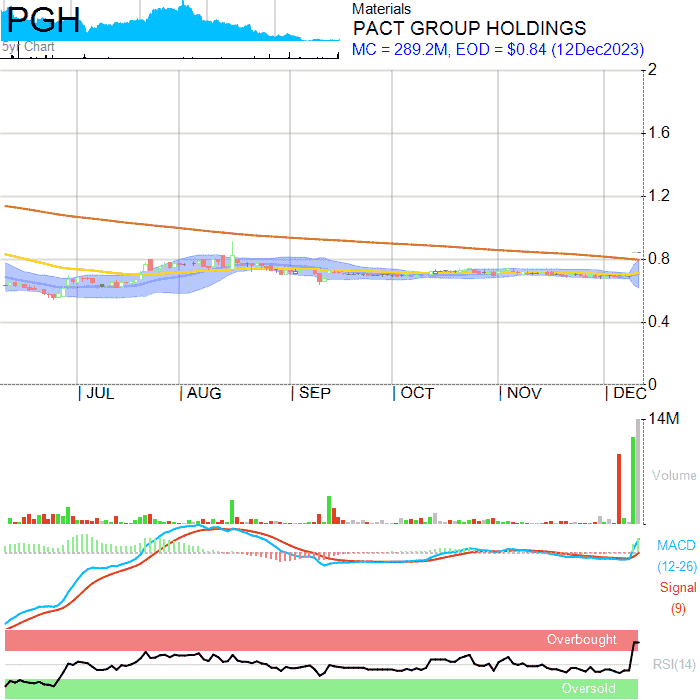 PGH
5yr Chart
Materials
PACT GROUP HOLDINGS
MC = 289.2M, EOD = $0.84 (12Dec2023)
2
1.6
1.2
0.8
0.4
0
| JUL | AUG | SEP | OCT | NOV | DEC
14M
Volume
MACD
(12-26)
Signal
(9)
Overbought
RSI(14)
Oversold